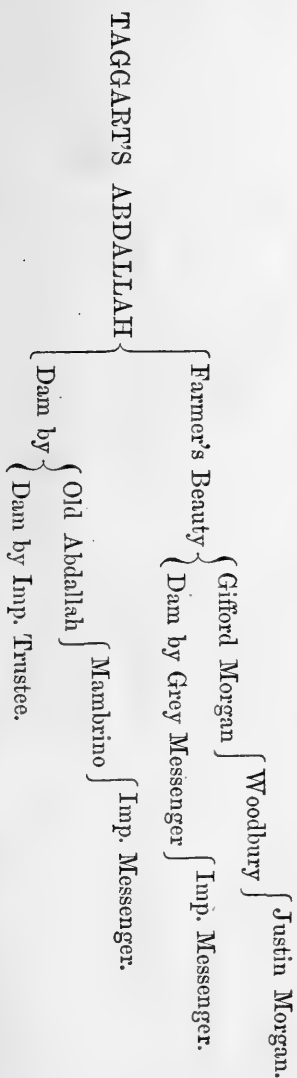 TAGGART'S ABDALLAH
Farmer's Beauty
Gifford Morgan
Woodbury
Justin Morgan.
Dam by Grey Messenger
Imp. Messenger.
Dam by
Old Abdallah
Mambrino
Imp. Messenger.
Dam by Imp. Trustee.